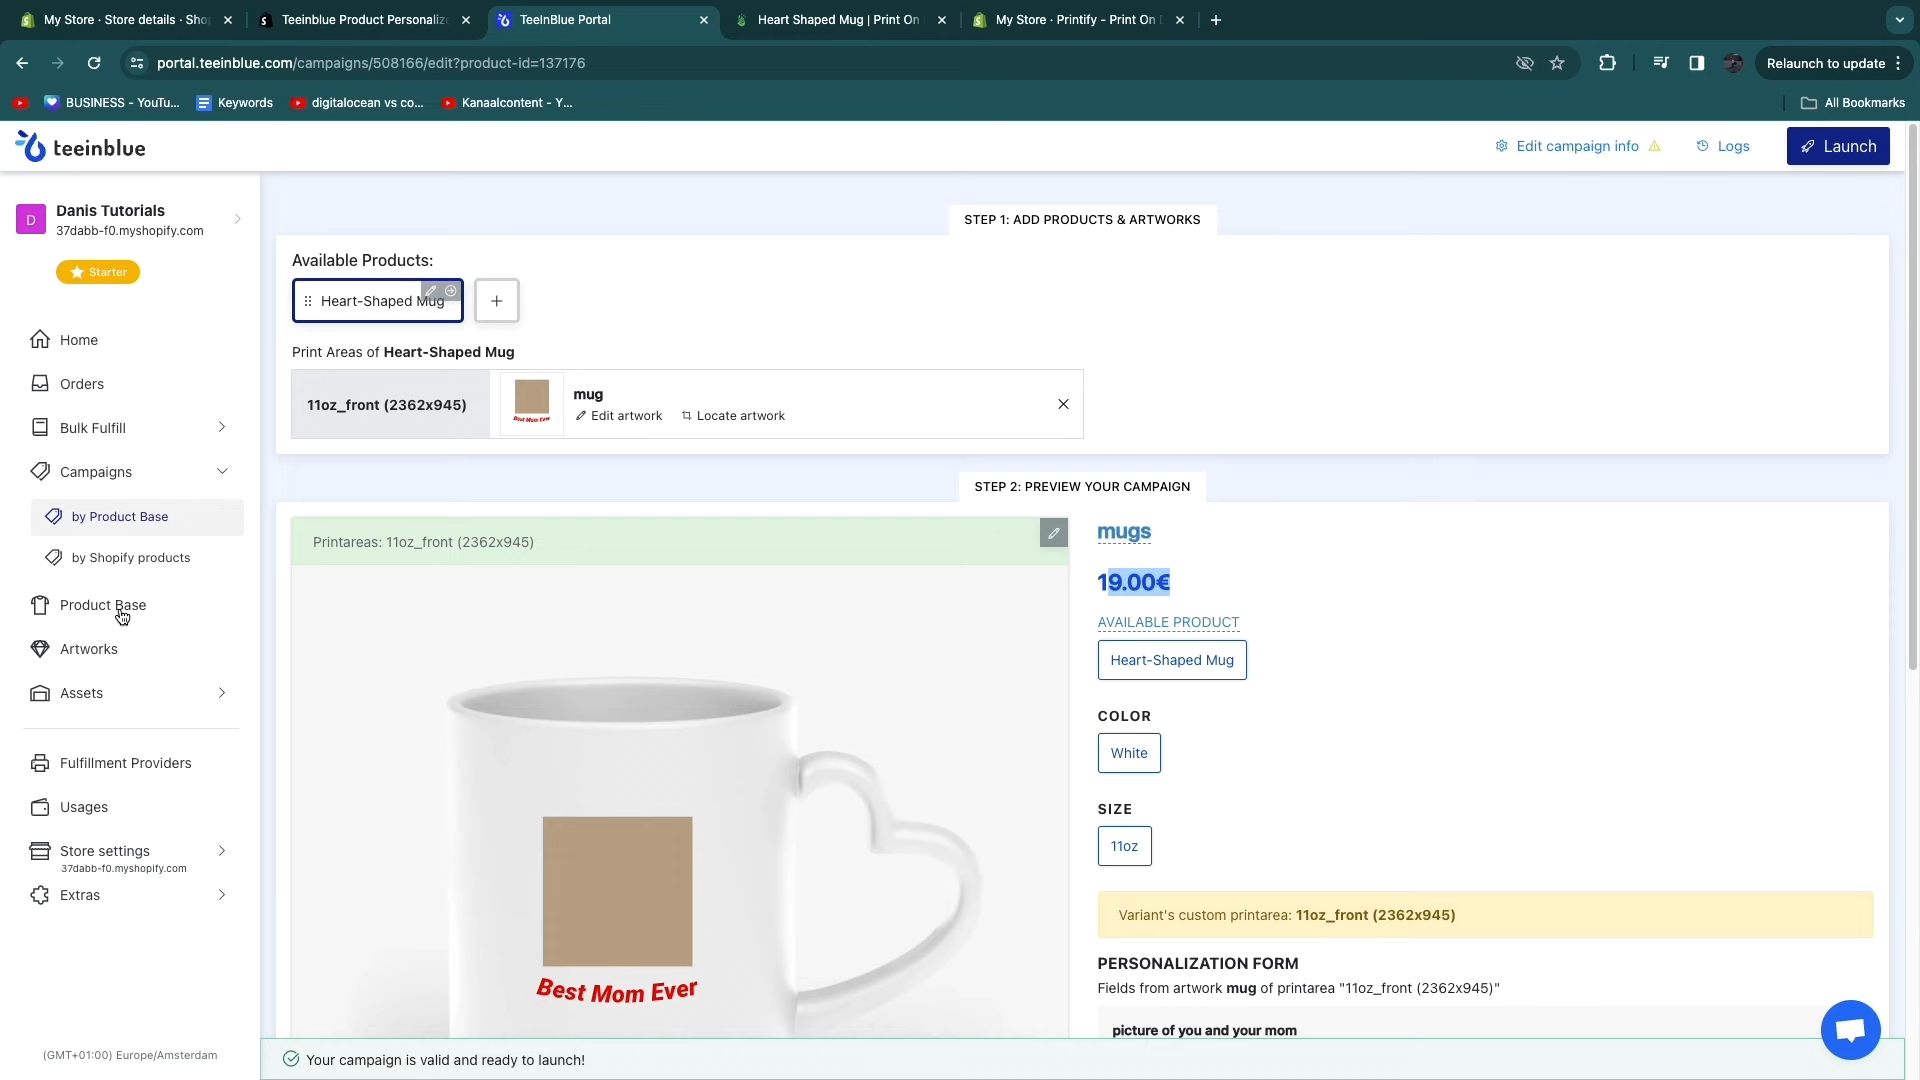 My Store · Store details · Sho
Teeinblue Product Personaliz
TeeInBlue Portal
Heart Shaped Mug | Print On
My Store · Printify - Print On D
portal.teeinblue.com/campaigns/508166/edit?product-id=137176
Relaunch to update
BUSINESS - YouTu...
Keywords
digitalocean vs co...
Kanaalcontent - Y...
All Bookmarks
teeinblue
Edit campaign info
Logs
Launch
D
Danis Tutorials
37dabb-f0.myshopify.com
Starter
Home
Orders
Bulk Fulfill
Campaigns
by Product Base
by Shopify products
Product Base
Artworks
Assets
Fulfillment Providers
Usages
Store settings
37dabb-f0.myshopify.com
Extras
(GMT+01:00) Europe/Amsterdam
STEP 1: ADD PRODUCTS & ARTWORKS
Available Products:
Heart-Shaped Mug
Print Areas of Heart-Shaped Mug
11oz_front (2362x945)
Best Mom Ever
mug
Edit artwork
Locate artwork
STEP 2: PREVIEW YOUR CAMPAIGN
Printareas: 11oz_front (2362x945)
Best Mom Ever
mugs
19.00€
AVAILABLE PRODUCT
Heart-Shaped Mug
COLOR
White
SIZE
11oz
Variant's custom printarea: 11oz_front (2362x945)
PERSONALIZATION FORM
Fields from artwork mug of printarea "11oz_front (2362x945)"
picture of you and your mom
Your campaign is valid and ready to launch!